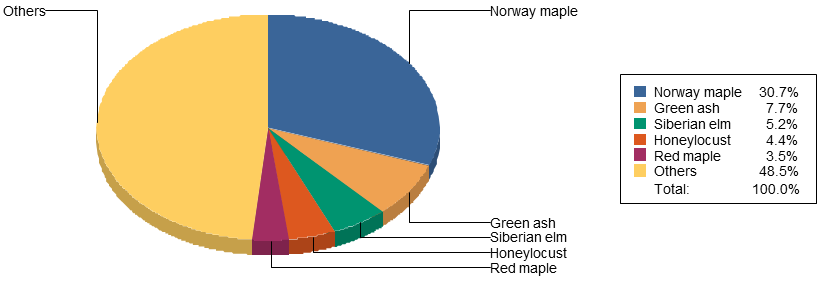 Others
Norway maple
Norway maple 30.7%
Green ash 7.7%
Siberian elm 5.2%
Honeylocust 4.4%
Red maple 3.5%
Others 48.5%
Total: 100.0%
Green ash
Siberian elm
Honeylocust
Red maple